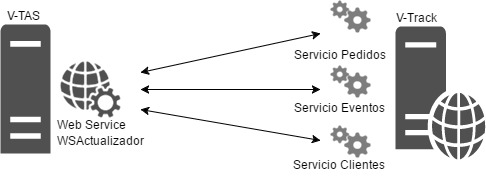 V-TAS
V-Track
Servicio Pedidos
Servicio Eventos
Web Service
WSActualizador
Servicio Clientes